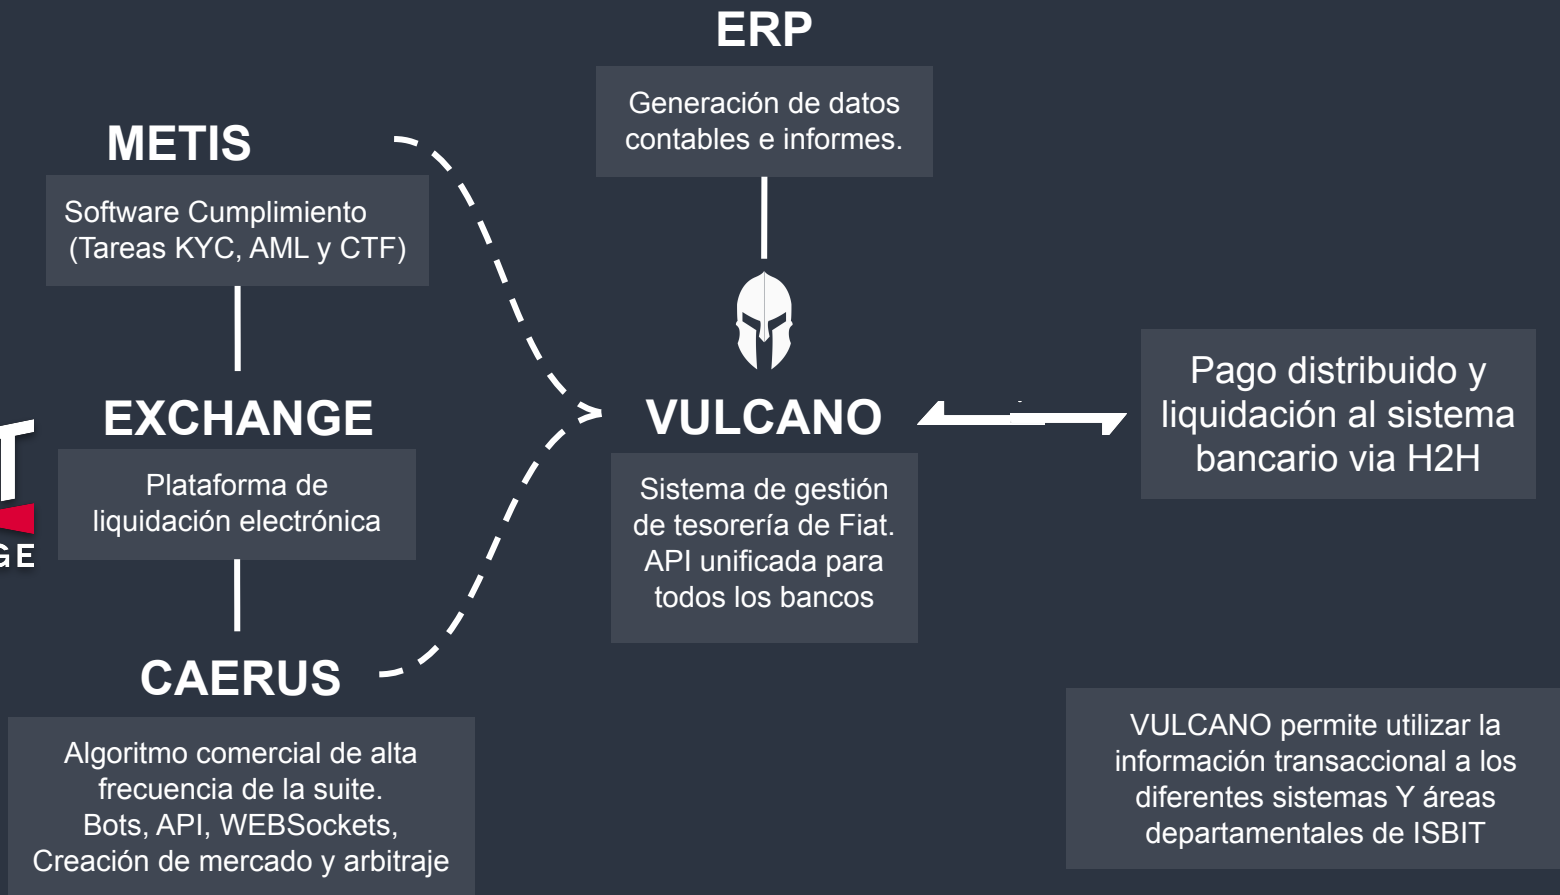 ERP
Generación de datos
contables e informes.
METIS
Software Cumplimiento
(Tareas KYC, AML y CTF)
EXCHANGE
Plataforma de
liquidación electrónica
CAERUS
Algoritmo comercial de alta
frecuencia de la suite.
Bots, API, WEBSockets,
Creación de mercado y arbitraje
VULCANO
Sistema de gestión
de tesorería de Fiat.
API unificada para
todos los bancos
Pago distribuido y
liquidación al sistema
bancario via H2H
VULCANO permite utilizar la
información transaccional a los
diferentes sistemas Y áreas
departamentales de ISBIT
T
GE